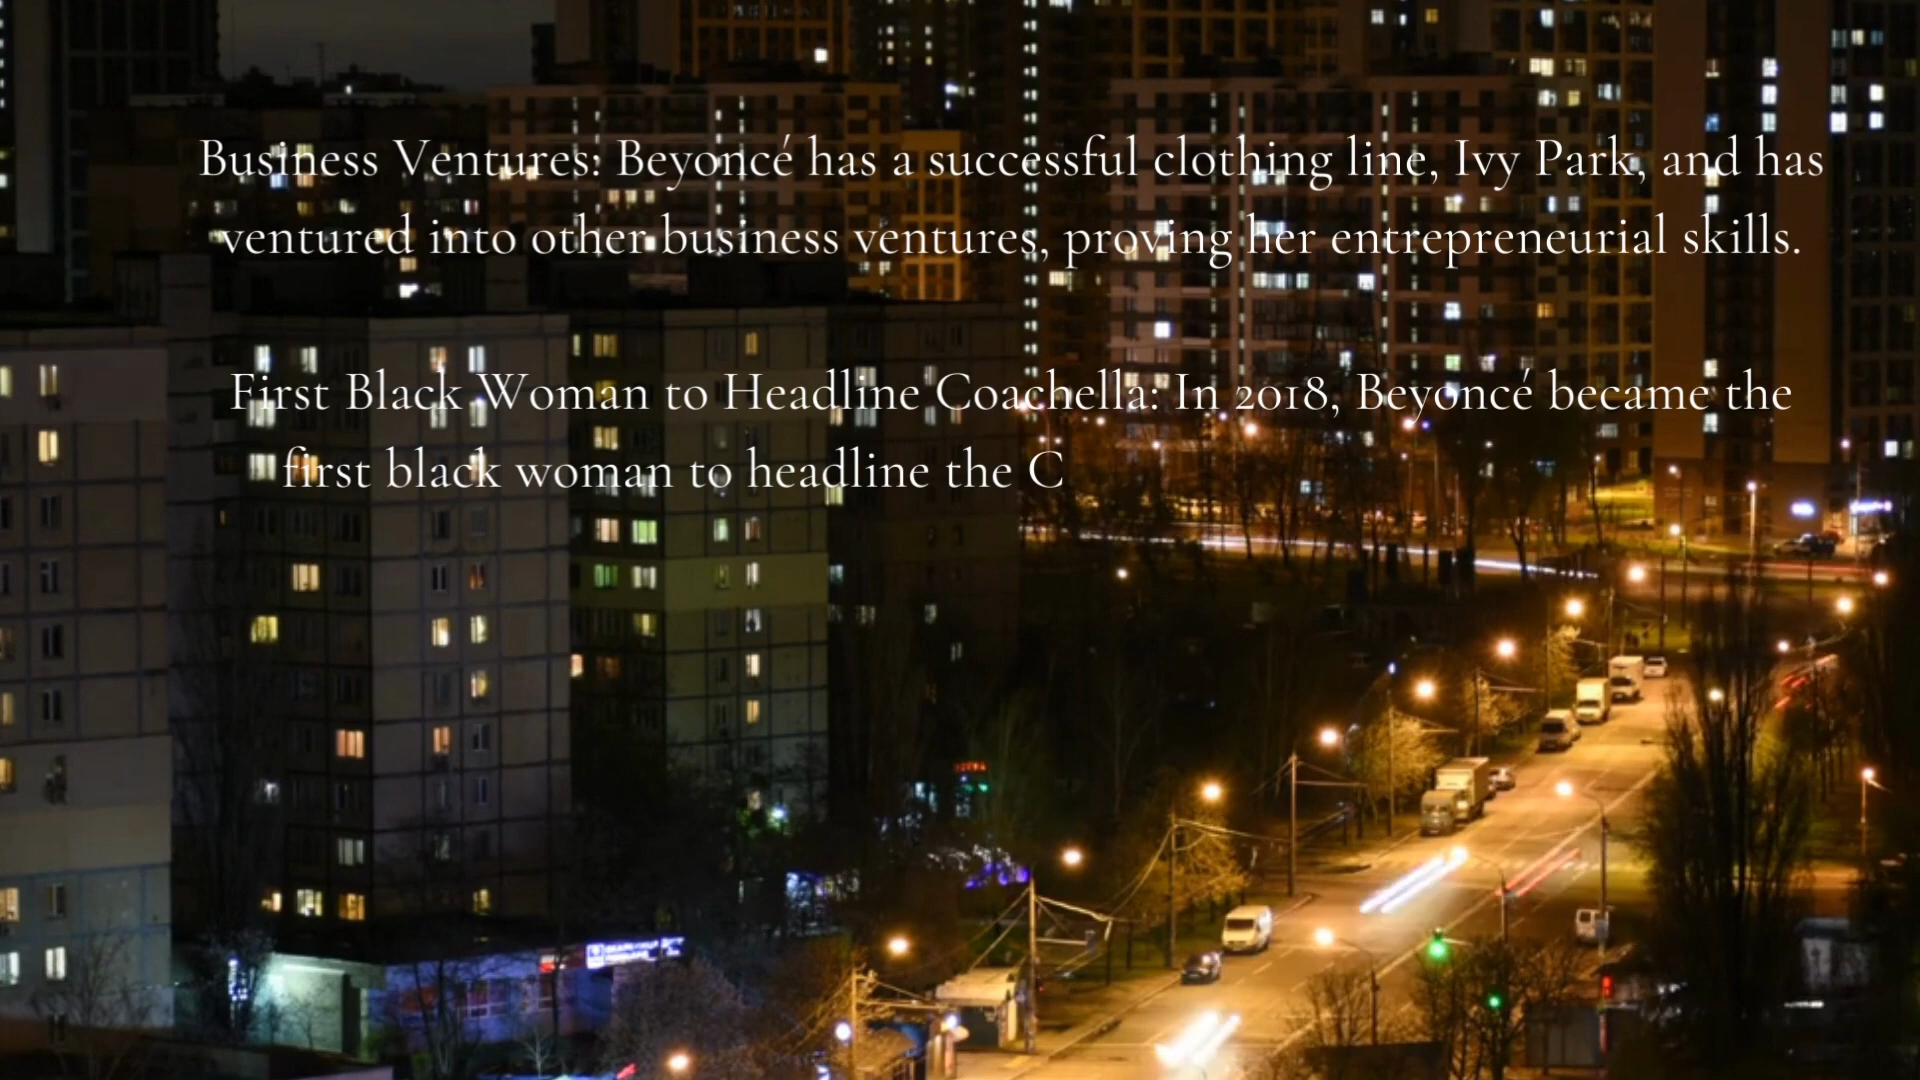 Business Ventures: Beyoncé has a successful clothing line, Ivy Park, and has
ventured into other business ventures, proving her entrepreneurial skills.
First Black Woman to Headline Coachella: In 2018, Beyoncé became the
first black woman to headline the C